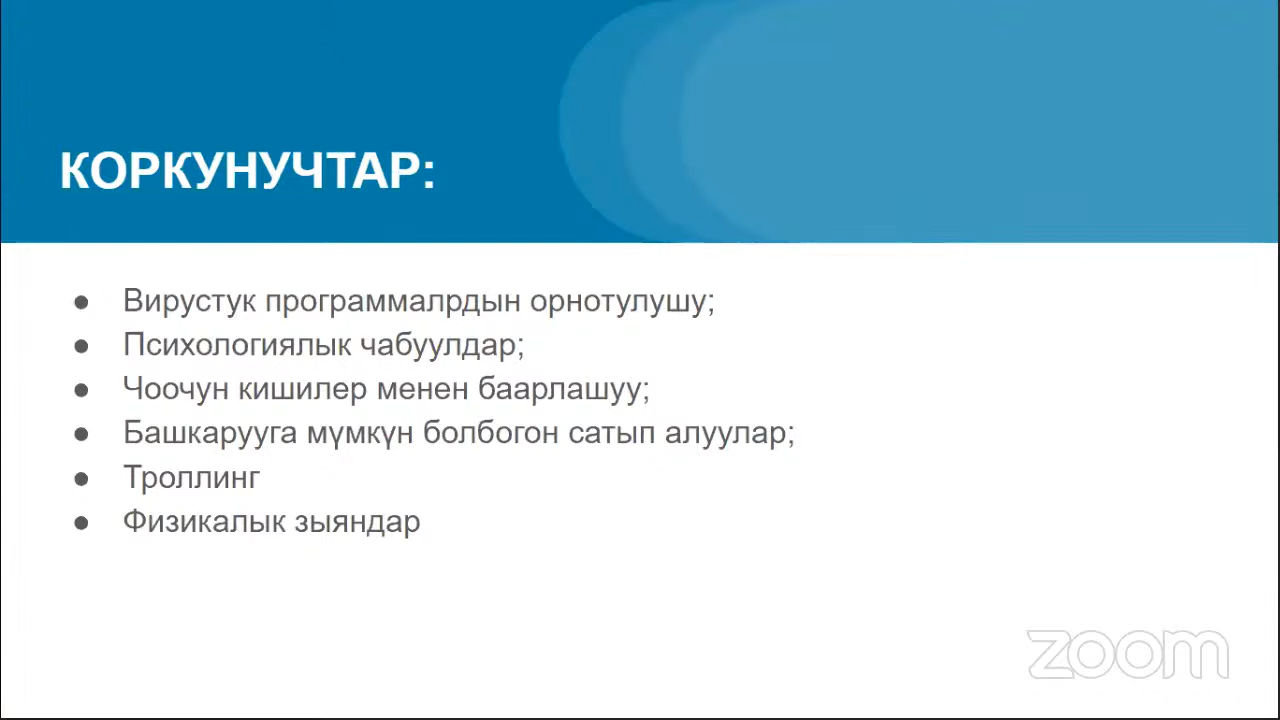 КОРКУНУЧТАР:
● Вирустук программалрдын орнотулушу;
● Психологиялык чабуулдар;
● Чоочун кишилер менен баарлашуу;
● Башкарууга мүмкүн болбогон сатып алуулар;
● Троллинг
● Физикалык зыяндар
zoom